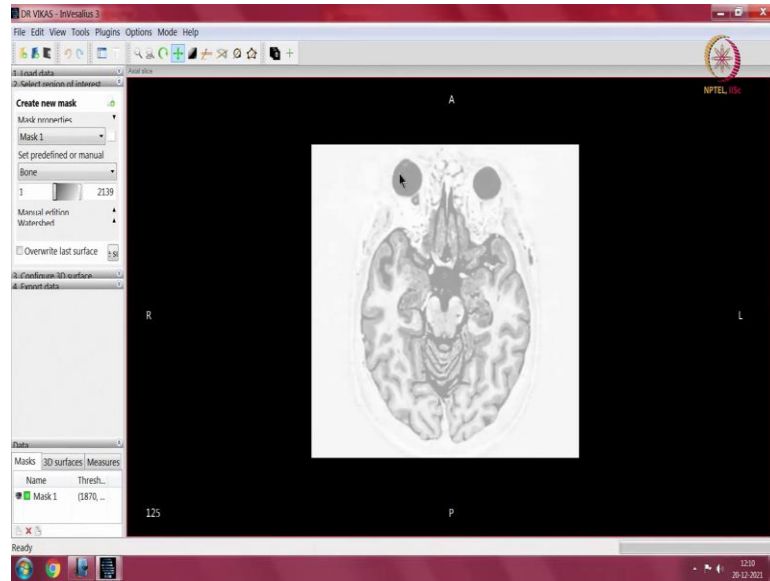 DR VIKAS - InVesalius 3
File Edit View Tools Plugins Options Mode Help
1. Load data
2. Select region of interest
Axial slice
NPTEL, IISc
Create new mask
Mask properties
Mask 1
Set predefined or manual
Bone
1 2139
Manual edition
Watershed
Overwrite last surface
3. Configure 3D surface
4. Export data
A
R
L
P
125
Data
Masks 3D surfaces Measures
Name Thresh...
Mask 1 (1870, ...
Ready
12:10
20-12-2021